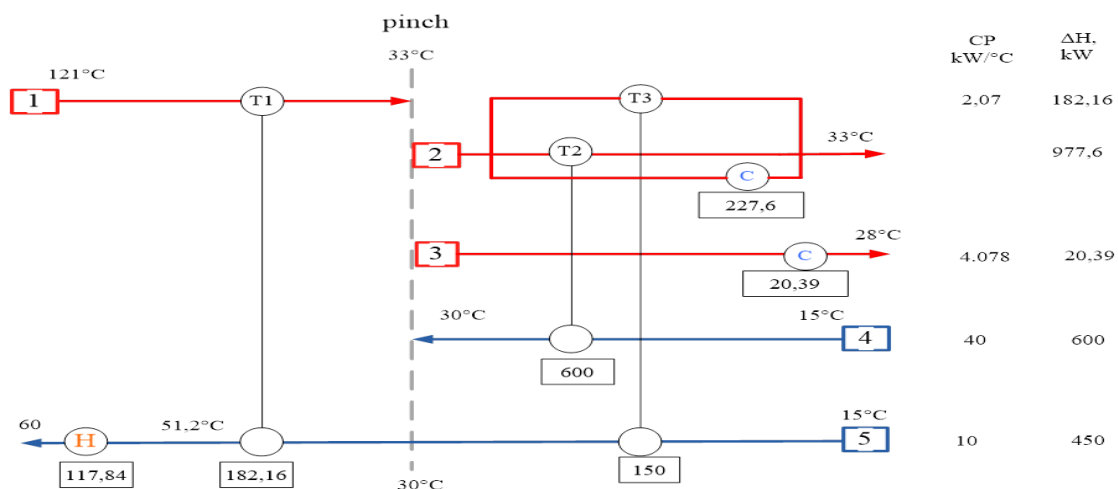 pinch
CP
kW/°C
ΔH,
kW
33°C
121°C
1
T1
T3
2,07
182,16
2
T2
33°C
977,6
C
227,6
3
28°C
C
4.078
20,39
20,39
30°C
15°C
4
40
600
600
60
H
51,2°C
15°C
5
10
450
117,84
182,16
150
30°C